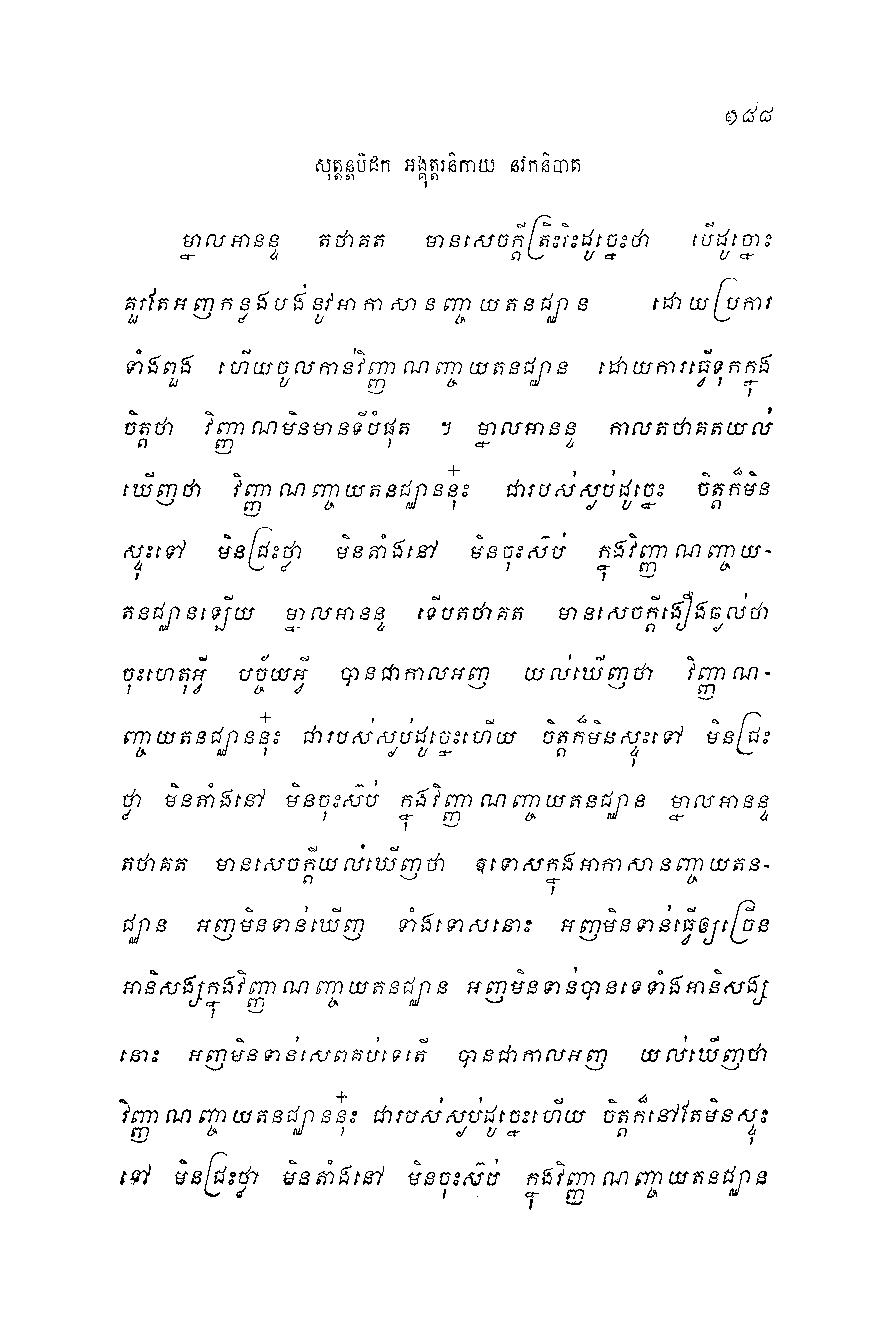 ១៨៨
សុត្តន្តបិដក អង្គុត្តរនិកាយ នវកនិបាត
ម្នាលអានន្ទ តថាគត មានសេចក្តីត្រិះរិះដូច្នេះថា បើដូច្នោះ
គួរតែអញកន្លងបង់នូវអាកាសានញ្ចាយតនជ្ឈាន ដោយប្រការ
ទាំងពួង ហើយចូលកាន់វិញ្ញាណញ្ចាយតនជ្ឈាន ដោយការធ្វើទុកក្នុង
ចិត្តថា វិញ្ញាណមិនមានទីបំផុត ។ ម្នាលអានន្ទ កាលតថាគតយល់
ឃើញថា វិញ្ញាណញ្ចាយតនជ្ឈាននុ៎ះ ជារបស់ស្ងប់ដូច្នេះ ចិត្តក៏មិន
ស្ទុះទៅ មិនជ្រះថ្លា មិនតាំងនៅ មិនចុះស៊ប់ ក្នុងវិញ្ញាណញ្ចាយ-
តនជ្ឈានឡើយ ម្នាលអានន្ទ ទើបតថាគត មានសេចក្តីងឿងឆ្ងល់ថា
ចុះហេតុអ្វី បច្ច័យអ្វី បានជាកាលអញ យល់ឃើញថា វិញ្ញាណ-
ញ្ចាយតនជ្ឈាននុ៎ះ ជារបស់ស្ងប់ដូច្នេះហើយ ចិត្តក៏មិនស្ទុះទៅ មិនជ្រះ
ថ្លា មិនតាំងនៅ មិនចុះស៊ប់ ក្នុងវិញ្ញាណញ្ចាយតនជ្ឈាន ម្នាលអានន្ទ
តថាគត មានសេចក្តីយល់ឃើញថា ឧទោសក្នុងអាកាសានញ្ចាយតន-
ជ្ឈាន អញមិនទាន់ឃើញ ទាំងទោសនោះ អញមិនទាន់ធ្វើឲ្យច្រើន
អានិសង្សក្នុងវិញ្ញាណញ្ចាយតនជ្ឈាន អញមិនទាន់បានទេទាំងអានិសង្ស
នោះ អញមិនទាន់សេពគប់ទេតើ បានជាកាលអញ យល់ឃើញថា
វិញ្ញាណញ្ចាយតនជ្ឈាននុ៎ះ ជារបស់ស្ងប់ដូច្នេះហើយ ចិត្តក៏នៅតែមិនស្ទុះ
ទៅ មិនជ្រះថ្លា មិនតាំងនៅ មិនចុះស៊ប់ ក្នុងវិញ្ញាណញ្ចាយតនជ្ឈាន